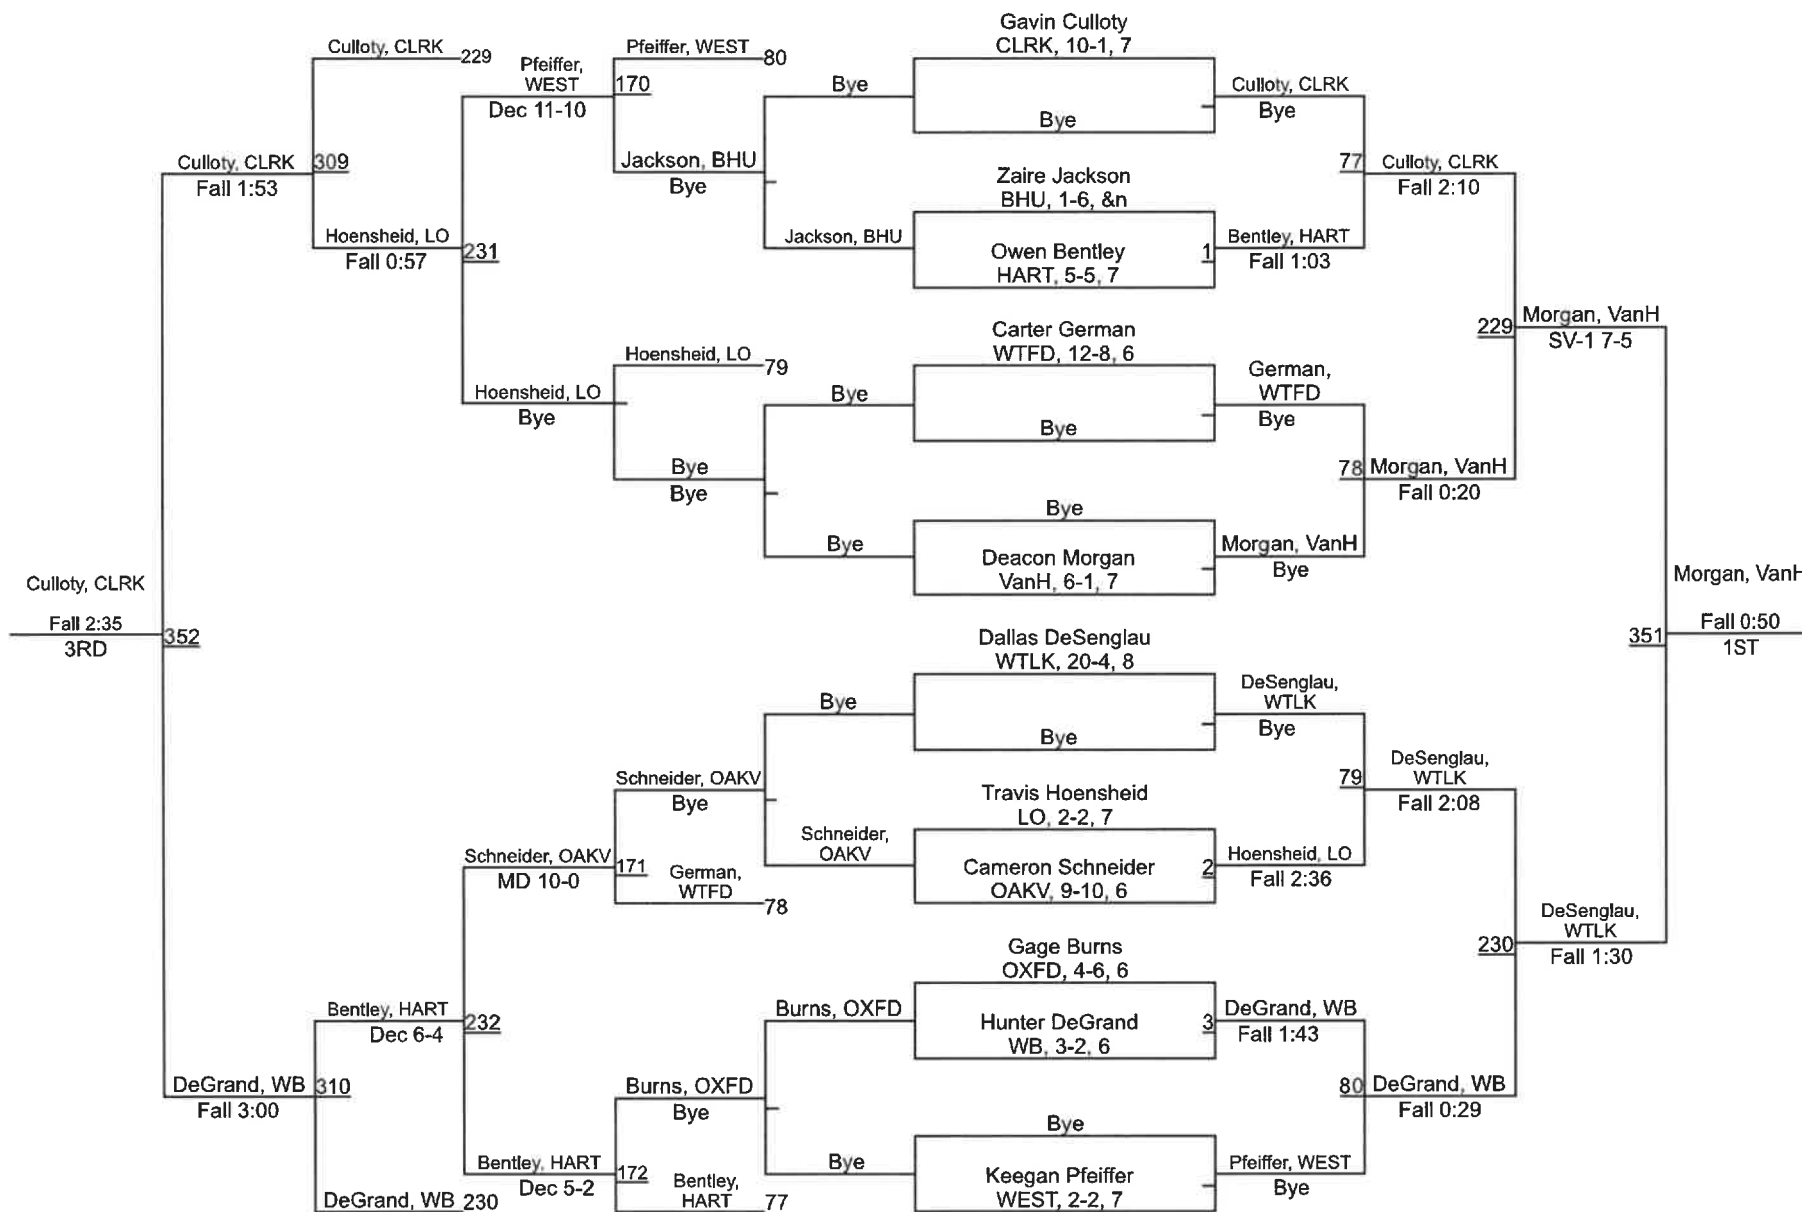 Gavin Culloty
CLRK, 10-1, 7
Culloty, CLRK
229
Pfeiffer,
WEST
Dec 11-10
Pfeiffer, WEST
80
170
Bye
Bye
Culloty, CLRK
Bye
Culloty, CLRK
Fall 1:53
309
Jackson, BHU
Bye
Zaire Jackson
BHU, 1-6, &n
77
Culloty, CLRK
Fall 2:10
Hoensheid, LO
Fall 0:57
231
Jackson, BHU
Owen Bentley
HART, 5-5, 7
1
Bentley, HART
Fall 1:03
Carter German
WTFD, 12-8, 6
229
Morgan, VanH
SV-1 7-5
Hoensheid, LO
79
Hoensheid, LO
Bye
Bye
Bye
German,
WTFD
Bye
Bye
Bye
78
Morgan, VanH
Fall 0:20
Bye
Bye
Deacon Morgan
VanH, 6-1, 7
Morgan, VanH
Bye
Culloty, CLRK
Fall 2:35
3RD
352
Morgan, VanH
Fall 0:50
1ST
351
Dallas DeSenglau
WTLK, 20-4, 8
Bye
Bye
DeSenglau,
WTLK
Bye
Schneider, OAKV
Bye
Travis Hoensheid
LO, 2-2, 7
79
DeSenglau,
WTLK
Fall 2:08
Schneider, OAKV
MD 10-0
171
German,
WTFD
78
Schneider,
OAKV
Cameron Schneider
OAKV, 9-10, 6
2
Hoensheid, LO
Fall 2:36
Gage Burns
OXFD, 4-6, 6
230
DeSenglau,
WTLK
Fall 1:30
Bentley, HART
Dec 6-4
232
Burns, OXFD
Hunter DeGrand
WB, 3-2, 6
3
DeGrand, WB
Fall 1:43
DeGrand, WB
Fall 3:00
310
Burns, OXFD
Bye
Bye
80
DeGrand, WB
Fall 0:29
Bentley, HART
Dec 5-2
172
Bentley,
HART
77
Bye
Keegan Pfeiffer
WEST, 2-2, 7
Pfeiffer, WEST
Bye
DeGrand, WB
230